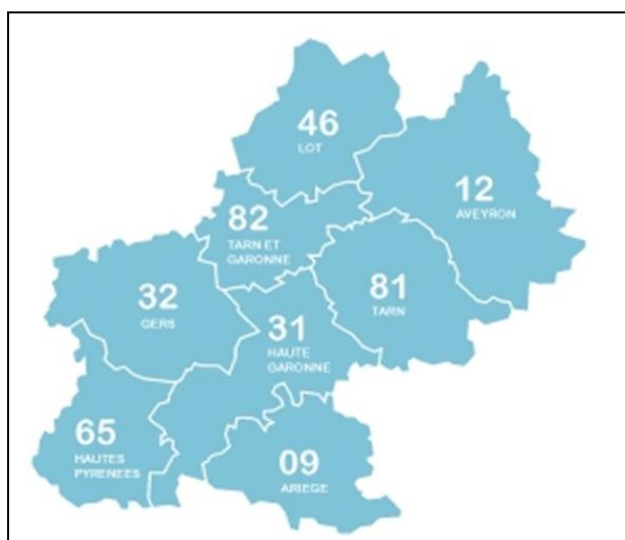 46
LOT
12
AVEYRON
82
TARN ET
GARONNE
81
TARN
32
GERS
31
HAUTE
GARONNE
65
HAUTES
PYRENEES
09
ARIEGE